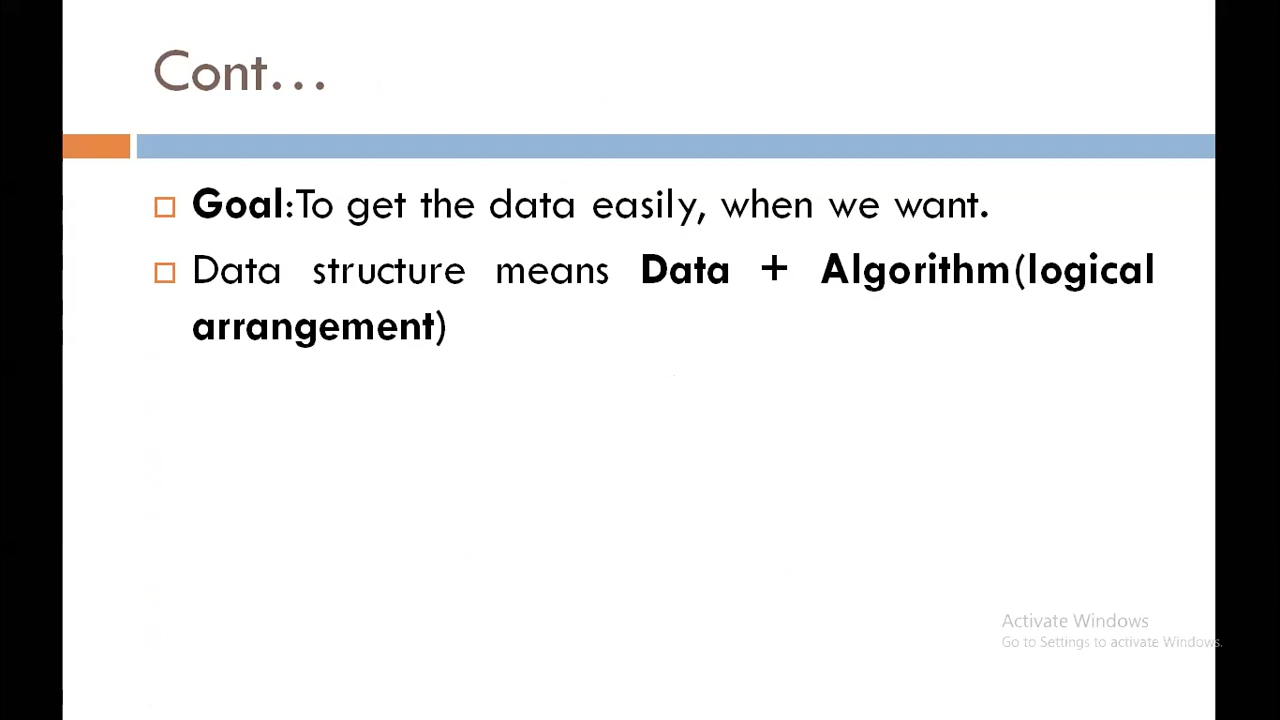 Cont...
Goal:To get the data easily, when we want.
Data structure means Data + Algorithm(logical
arrangement)
Activate Windows
Go to Settings to activate Windows.